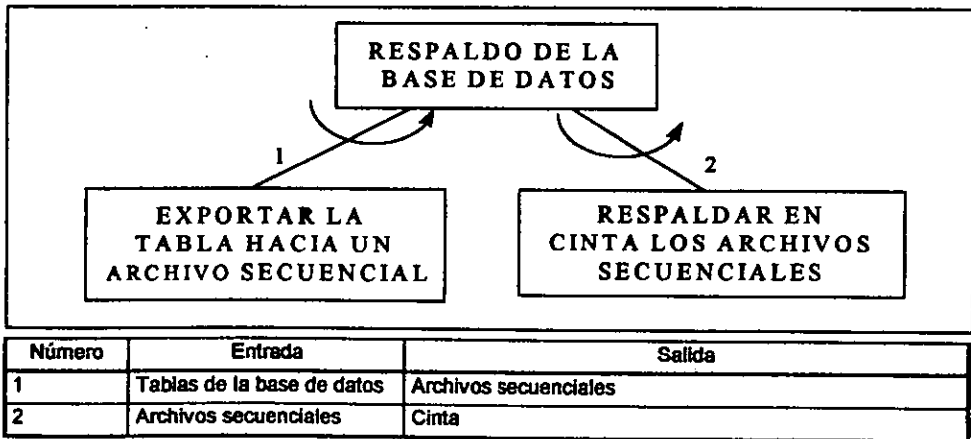 RESPALDO DE LA
BASE DE DATOS
1
2
EXPORTAR LA
TABLA HACIA UN
ARCHIVO SECUENCIAL
RESPALDAR EN
CINTA LOS ARCHIVOS
SECUENCIALES
Número Entrada Salida
1 Tablas de la base de datos Archivos secuenciales
2 Archivos secuenciales Cinta